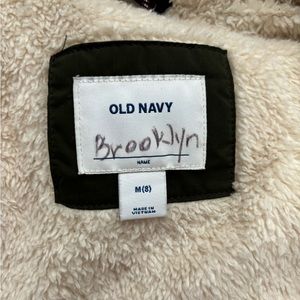 OLD NAVY
Brooklyn
NAME
M(8)
MADE IN
VIETNAM